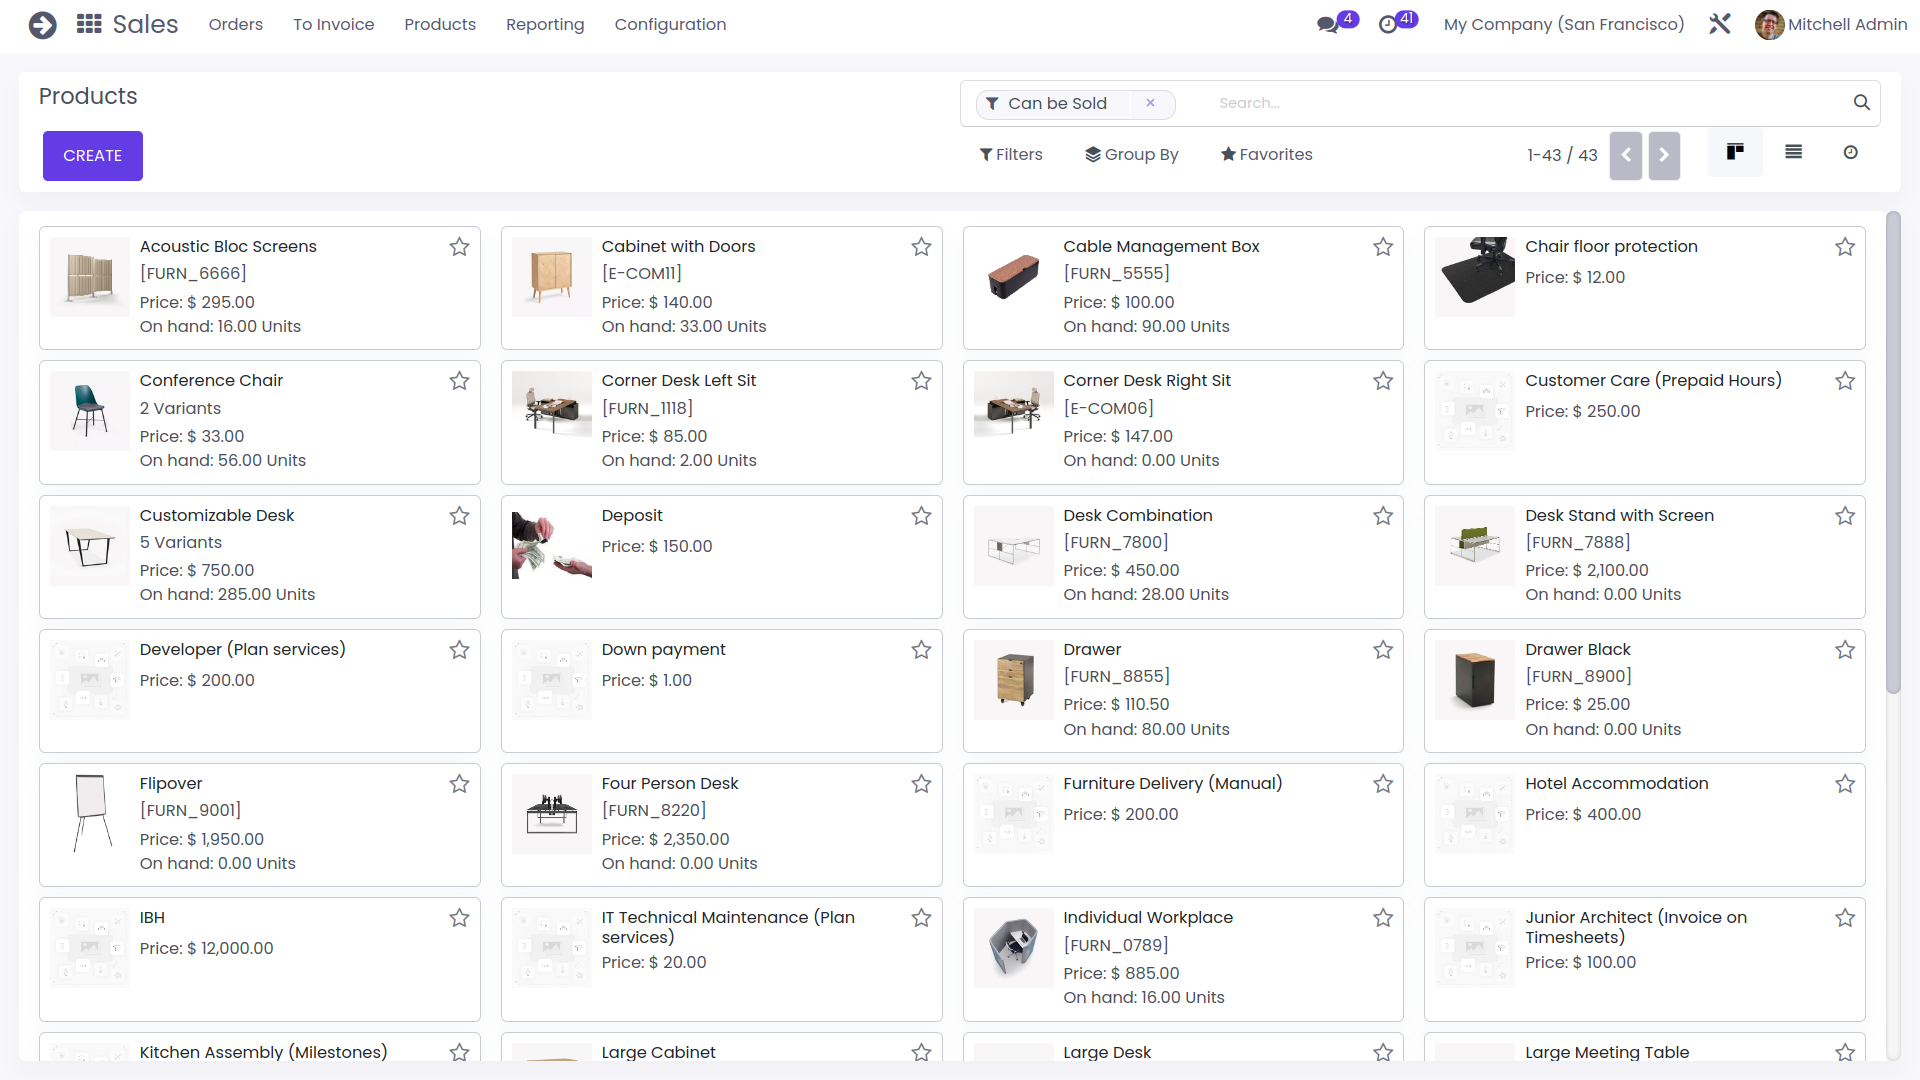 Sales
Orders
To Invoice
Products
Reporting
Configuration
4
41
My Company (San Francisco)
Mitchell Admin
Products
Can be Sold ×
Search...
CREATE
Filters
Group By
Favorites
1-43 / 43
Acoustic Bloc Screens
[FURN_6666]
Price: $ 295.00
On hand: 16.00 Units
Cabinet with Doors
[E-COM11]
Price: $ 140.00
On hand: 33.00 Units
Cable Management Box
[FURN_5555]
Price: $ 100.00
On hand: 90.00 Units
Chair floor protection
Price: $ 12.00
Conference Chair
2 Variants
Price: $ 33.00
On hand: 56.00 Units
Corner Desk Left Sit
[FURN_1118]
Price: $ 85.00
On hand: 2.00 Units
Corner Desk Right Sit
[E-COM06]
Price: $ 147.00
On hand: 0.00 Units
Customer Care (Prepaid Hours)
Price: $ 250.00
Customizable Desk
5 Variants
Price: $ 750.00
On hand: 285.00 Units
Deposit
Price: $ 150.00
Desk Combination
[FURN_7800]
Price: $ 450.00
On hand: 28.00 Units
Desk Stand with Screen
[FURN_7888]
Price: $ 2,100.00
On hand: 0.00 Units
Developer (Plan services)
Price: $ 200.00
Down payment
Price: $ 1.00
Drawer
[FURN_8855]
Price: $ 110.50
On hand: 80.00 Units
Drawer Black
[FURN_8900]
Price: $ 25.00
On hand: 0.00 Units
Flipover
[FURN_9001]
Price: $ 1,950.00
On hand: 0.00 Units
Four Person Desk
[FURN_8220]
Price: $ 2,350.00
On hand: 0.00 Units
Furniture Delivery (Manual)
Price: $ 200.00
Hotel Accommodation
Price: $ 400.00
IBH
Price: $ 12,000.00
IT Technical Maintenance (Plan
services)
Price: $ 20.00
Individual Workplace
[FURN_0789]
Price: $ 885.00
On hand: 16.00 Units
Junior Architect (Invoice on
Timesheets)
Price: $ 100.00
Kitchen Assembly (Milestones)
Large Cabinet
Large Desk
Large Meeting Table